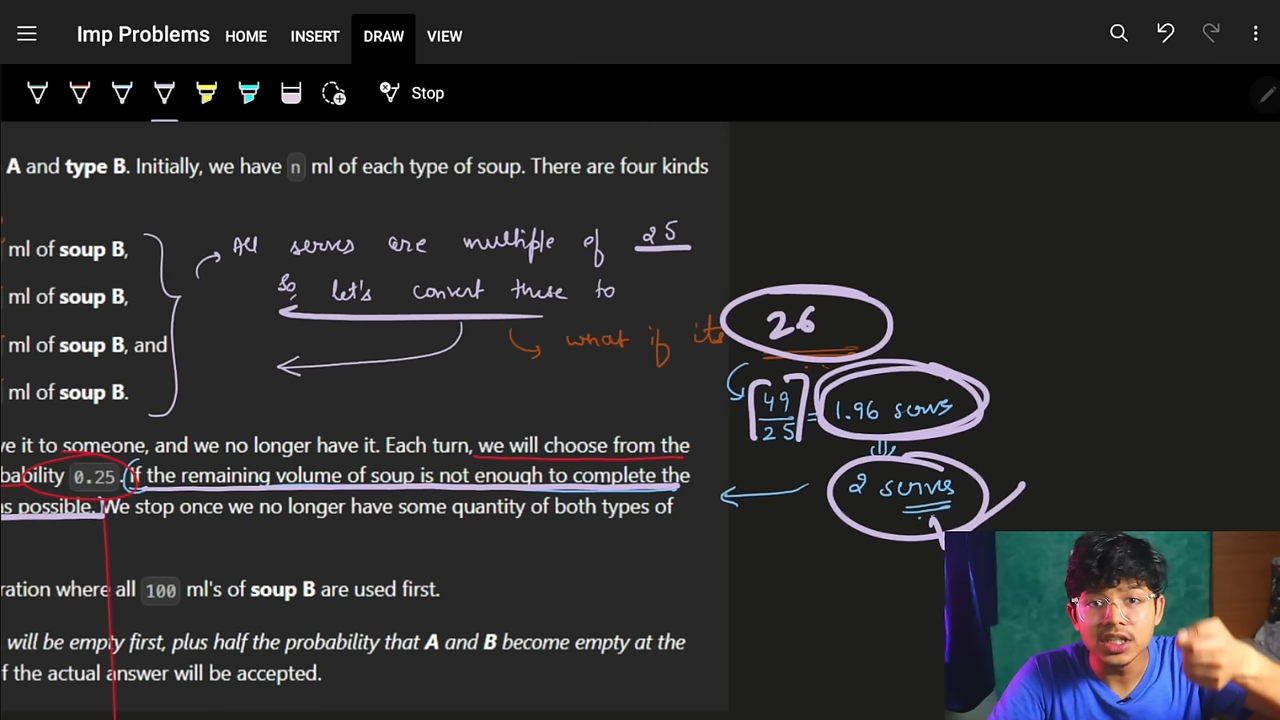 Imp Problems HOME INSERT DRAW VIEW
Stop
A and type B. Initially, we have n ml of each type of soup. There are four kinds
ml of soup B,
ml of soup B,
ml of soup B, and
ml of soup B.
All serves are multiple of 25
So, let's convert these to
what if its 26
⌈49/25⌉ = 1.96 serves
2 serves
ve it to someone, and we no longer have it. Each turn, we will choose from the
bability 0.25. If the remaining volume of soup is not enough to complete the
as possible. We stop once we no longer have some quantity of both types of
ration where all 100 ml's of soup B are used first.
will be empty first, plus half the probability that A and B become empty at the
f the actual answer will be accepted.